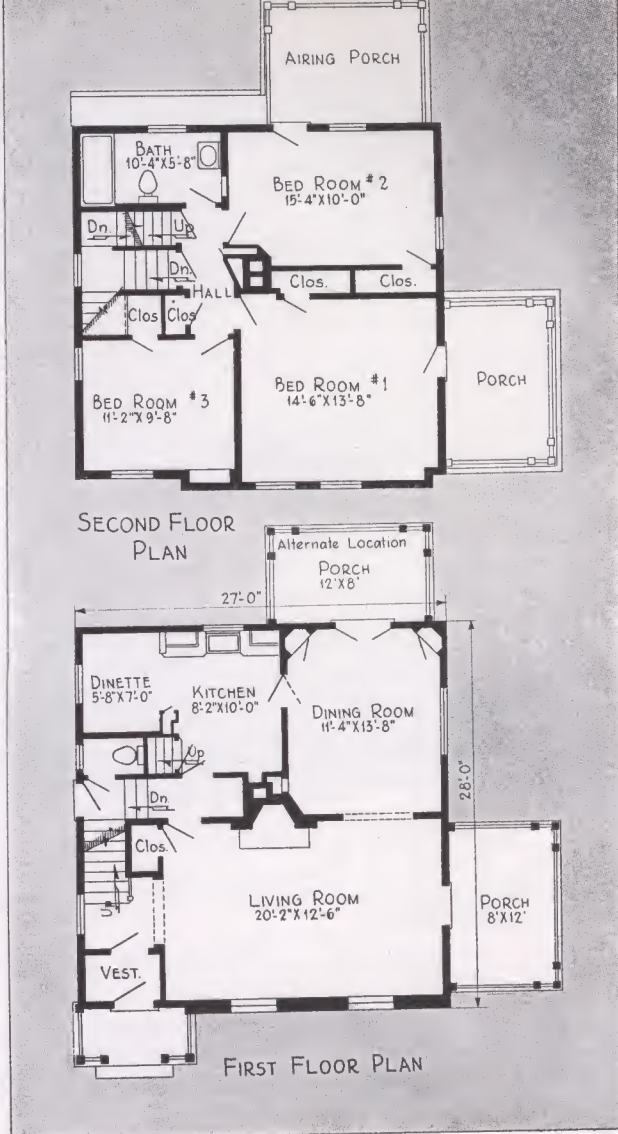 AIRING PORCH
BATH
10'-4"X5'-8"
BED ROOM #2
15'-4"X10'-0"
Dn.
Up
Dn.
HALL
Clos.
Clos.
Clos
Clos
BED ROOM #3
11'-2"X9'-8"
BED ROOM #1
14'-6"X13'-8"
PORCH
SECOND FLOOR
PLAN
Alternate Location
PORCH
12'X8'
27'-0"
DINETTE
5'-8"X7'-0"
KITCHEN
8'-2"X10'-0"
DINING ROOM
11'-4"X13'-8"
Up
Dn.
28'-0"
Clos.
LIVING ROOM
20'-2"X12'-6"
PORCH
8'X12'
U
VEST.
FIRST FLOOR PLAN